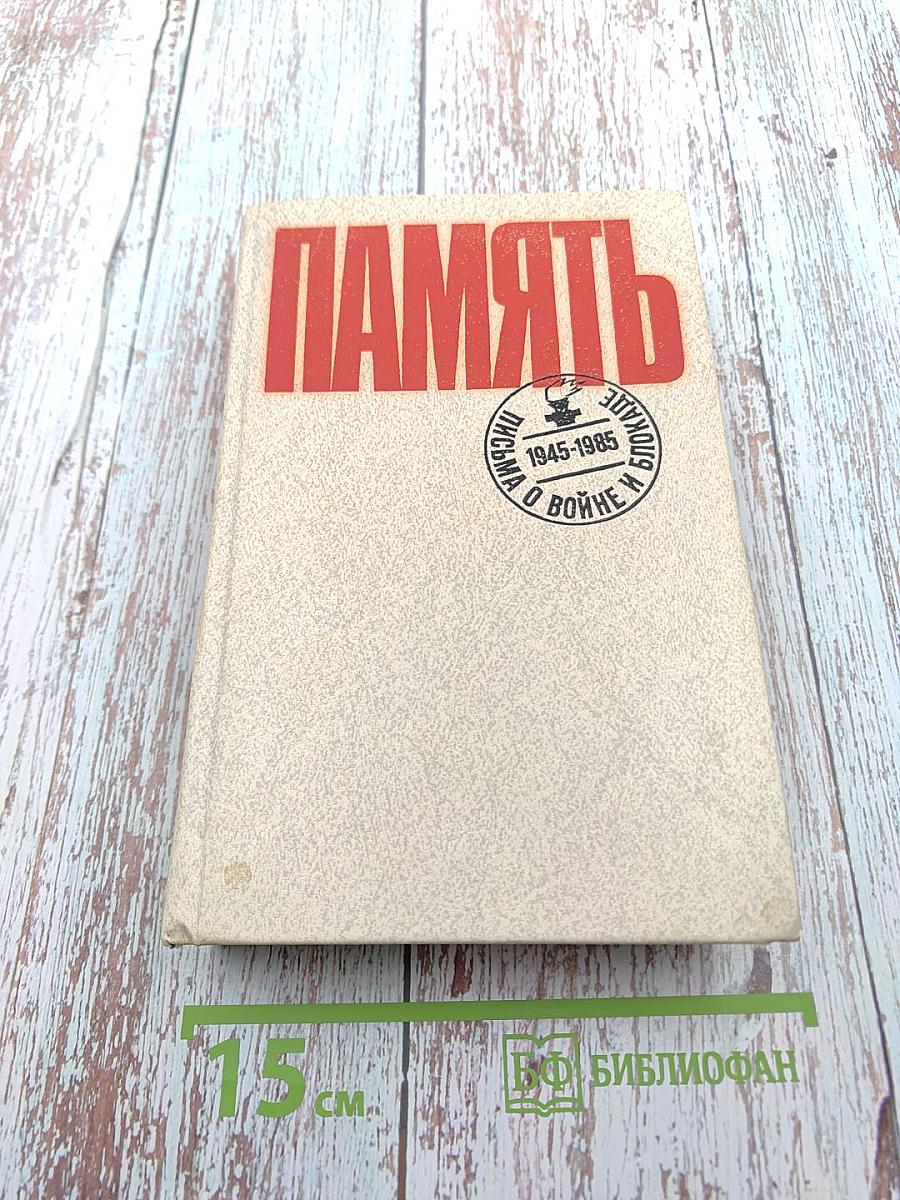 ПАМЯТЬ
ПИСЬМА О ВОЙНЕ И БЛОКАДЕ
1945-1985
15 см
БФ БИБЛИОФАН